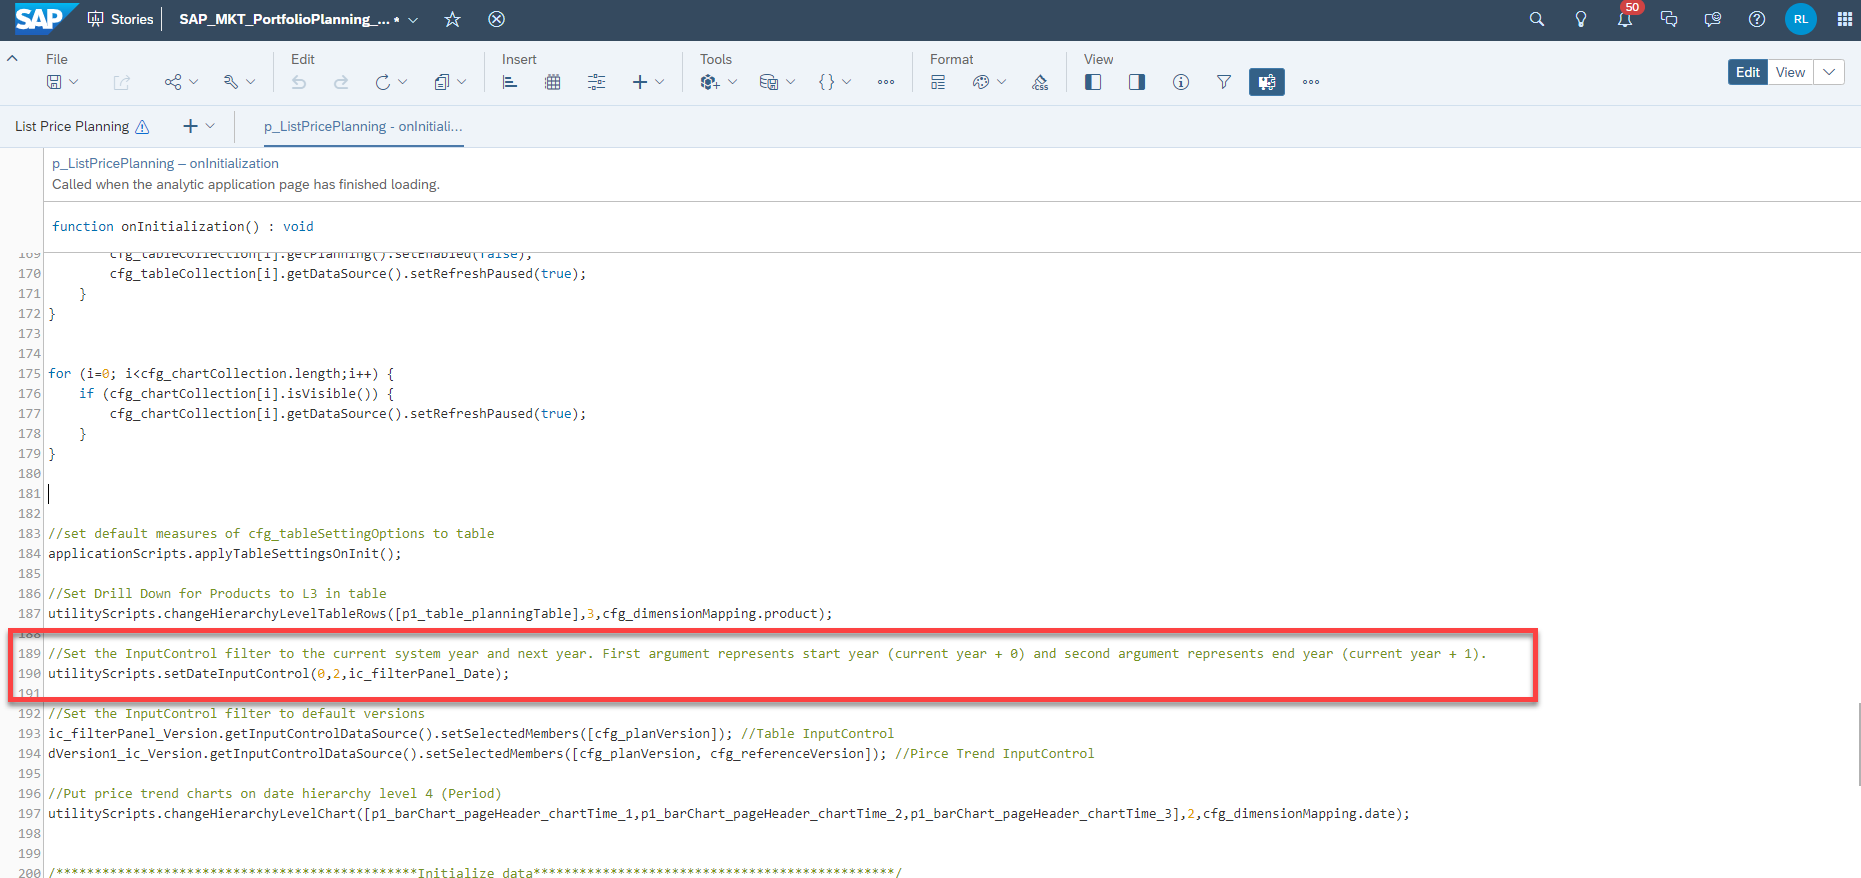 SAP Stories SAP_MKT_PortfolioPlanning_... * 50 RL
File Edit Insert Tools Format View
Edit View
List Price Planning p_ListPricePlanning - onInitiali...
p_ListPricePlanning – onInitialization
Called when the analytic application page has finished loading.
function onInitialization() : void
169 cfg_tableCollection[i].getPlanning().setEnabled(false);
170 cfg_tableCollection[i].getDataSource().setRefreshPaused(true);
171 }
172 }
173
174
175 for (i=0; i<cfg_chartCollection.length;i++) {
176 if (cfg_chartCollection[i].isVisible()) {
177 cfg_chartCollection[i].getDataSource().setRefreshPaused(true);
178 }
179 }
180
181
182
183 //set default measures of cfg_tableSettingOptions to table
184 applicationScripts.applyTableSettingsOnInit();
185
186 //Set Drill Down for Products to L3 in table
187 utilityScripts.changeHierarchyLevelTableRows([p1_table_planningTable],3,cfg_dimensionMapping.product);
188
189 //Set the InputControl filter to the current system year and next year. First argument represents start year (current year + 0) and second argument represents end year (current year + 1).
190 utilityScripts.setDateInputControl(0,2,ic_filterPanel_Date);
191
192 //Set the InputControl filter to default versions
193 ic_filterPanel_Version.getInputControlDataSource().setSelectedMembers([cfg_planVersion]); //Table InputControl
194 dVersion1_ic_Version.getInputControlDataSource().setSelectedMembers([cfg_planVersion, cfg_referenceVersion]); //Pirce Trend InputControl
195
196 //Put price trend charts on date hierarchy level 4 (Period)
197 utilityScripts.changeHierarchyLevelChart([p1_barChart_pageHeader_chartTime_1,p1_barChart_pageHeader_chartTime_2,p1_barChart_pageHeader_chartTime_3],2,cfg_dimensionMapping.date);
198
199
200 /***********************************************Initialize data***********************************************/